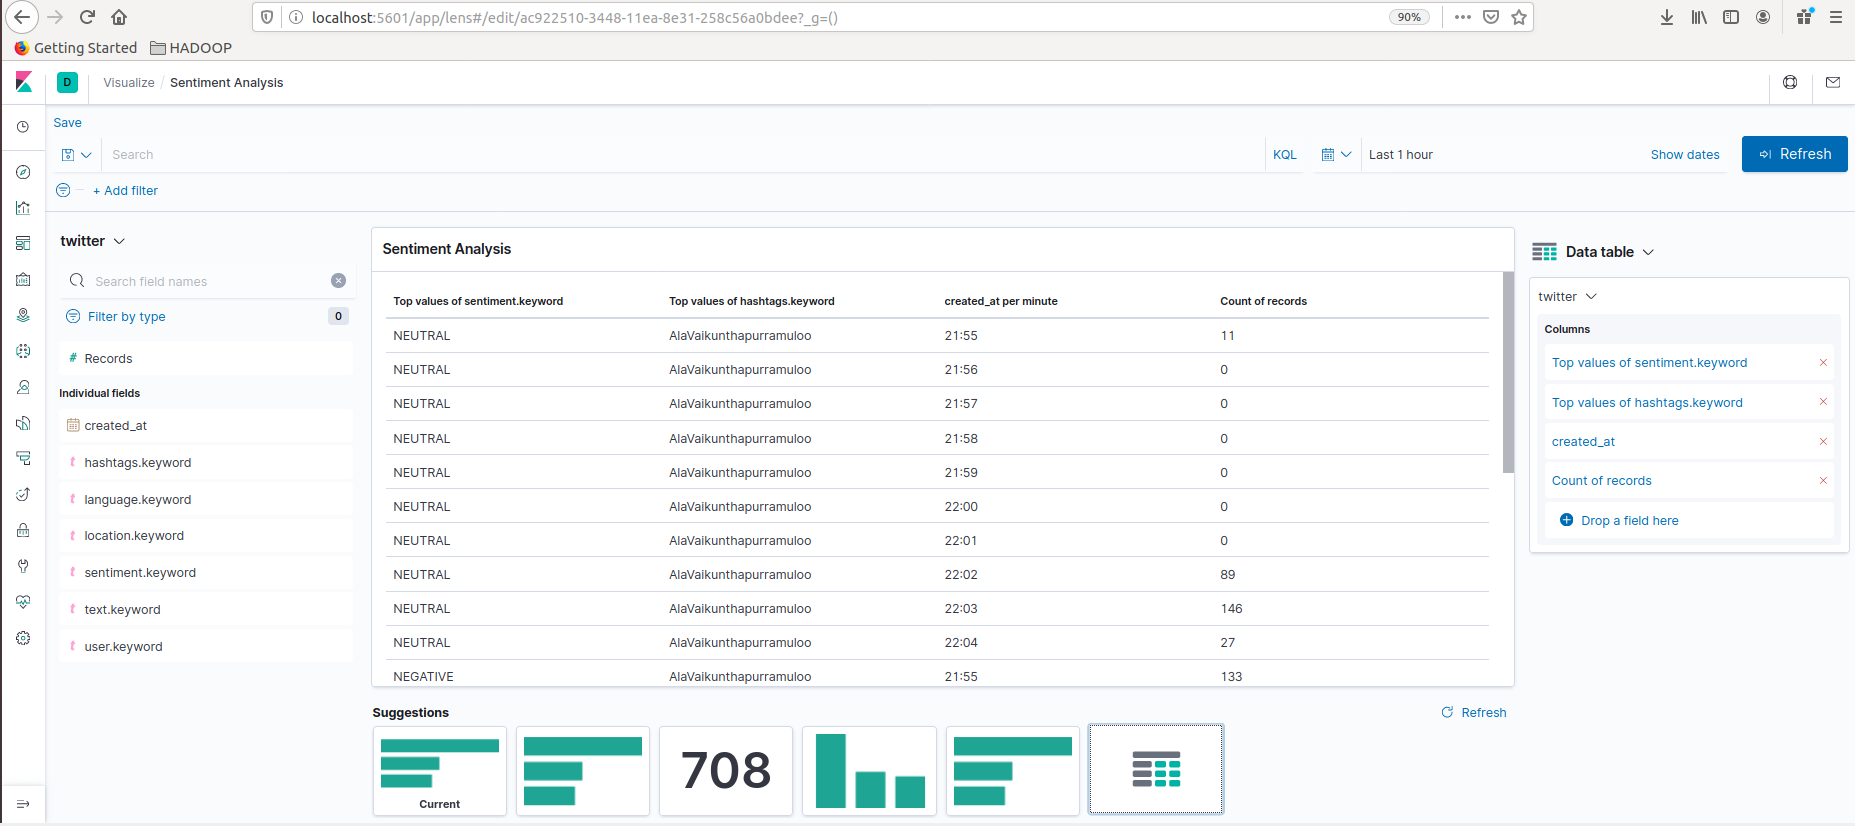 localhost:5601/app/lens#/edit/ac922510-3448-11ea-8e31-258c56a0bdee?_g=()
90%
Getting Started HADOOP
D Visualize / Sentiment Analysis
Save
Search KQL Last 1 hour Show dates Refresh
+ Add filter
twitter
Search field names
Filter by type 0
# Records
Individual fields
created_at
t hashtags.keyword
t language.keyword
t location.keyword
t sentiment.keyword
t text.keyword
t user.keyword
Sentiment Analysis
Top values of sentiment.keyword Top values of hashtags.keyword created_at per minute Count of records
NEUTRAL AlaVaikunthapurramuloo 21:55 11
NEUTRAL AlaVaikunthapurramuloo 21:56 0
NEUTRAL AlaVaikunthapurramuloo 21:57 0
NEUTRAL AlaVaikunthapurramuloo 21:58 0
NEUTRAL AlaVaikunthapurramuloo 21:59 0
NEUTRAL AlaVaikunthapurramuloo 22:00 0
NEUTRAL AlaVaikunthapurramuloo 22:01 0
NEUTRAL AlaVaikunthapurramuloo 22:02 89
NEUTRAL AlaVaikunthapurramuloo 22:03 146
NEUTRAL AlaVaikunthapurramuloo 22:04 27
NEGATIVE AlaVaikunthapurramuloo 21:55 133
Suggestions Refresh
Current
708
Data table
twitter
Columns
Top values of sentiment.keyword
Top values of hashtags.keyword
created_at
Count of records
Drop a field here